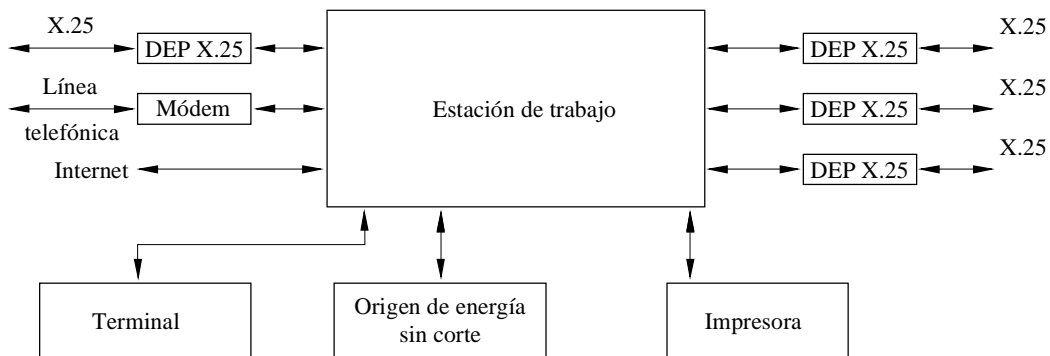 X.25
DEP X.25
Línea
telefónica
Módem
Internet
Estación de trabajo
DEP X.25
X.25
DEP X.25
X.25
DEP X.25
X.25
Terminal
Origen de energía
sin corte
Impresora